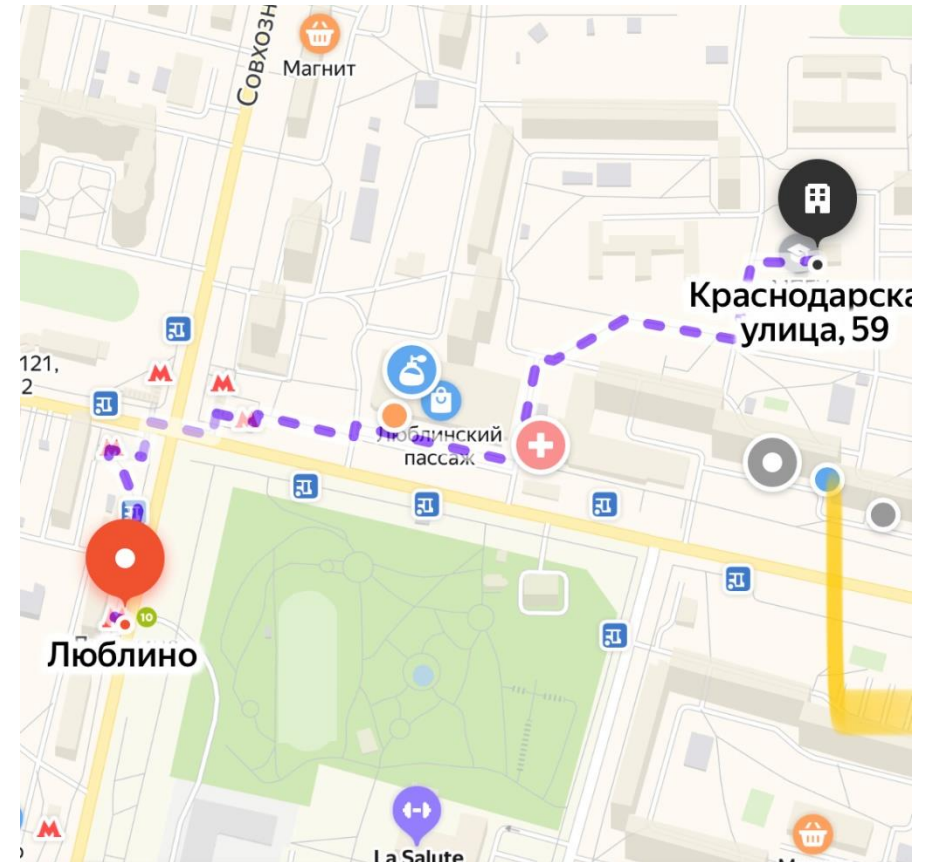 Совхозн
Магнит
Краснодарска
улица, 59
121,
2
Люблинский
пассаж
10
Люблино
La Salute